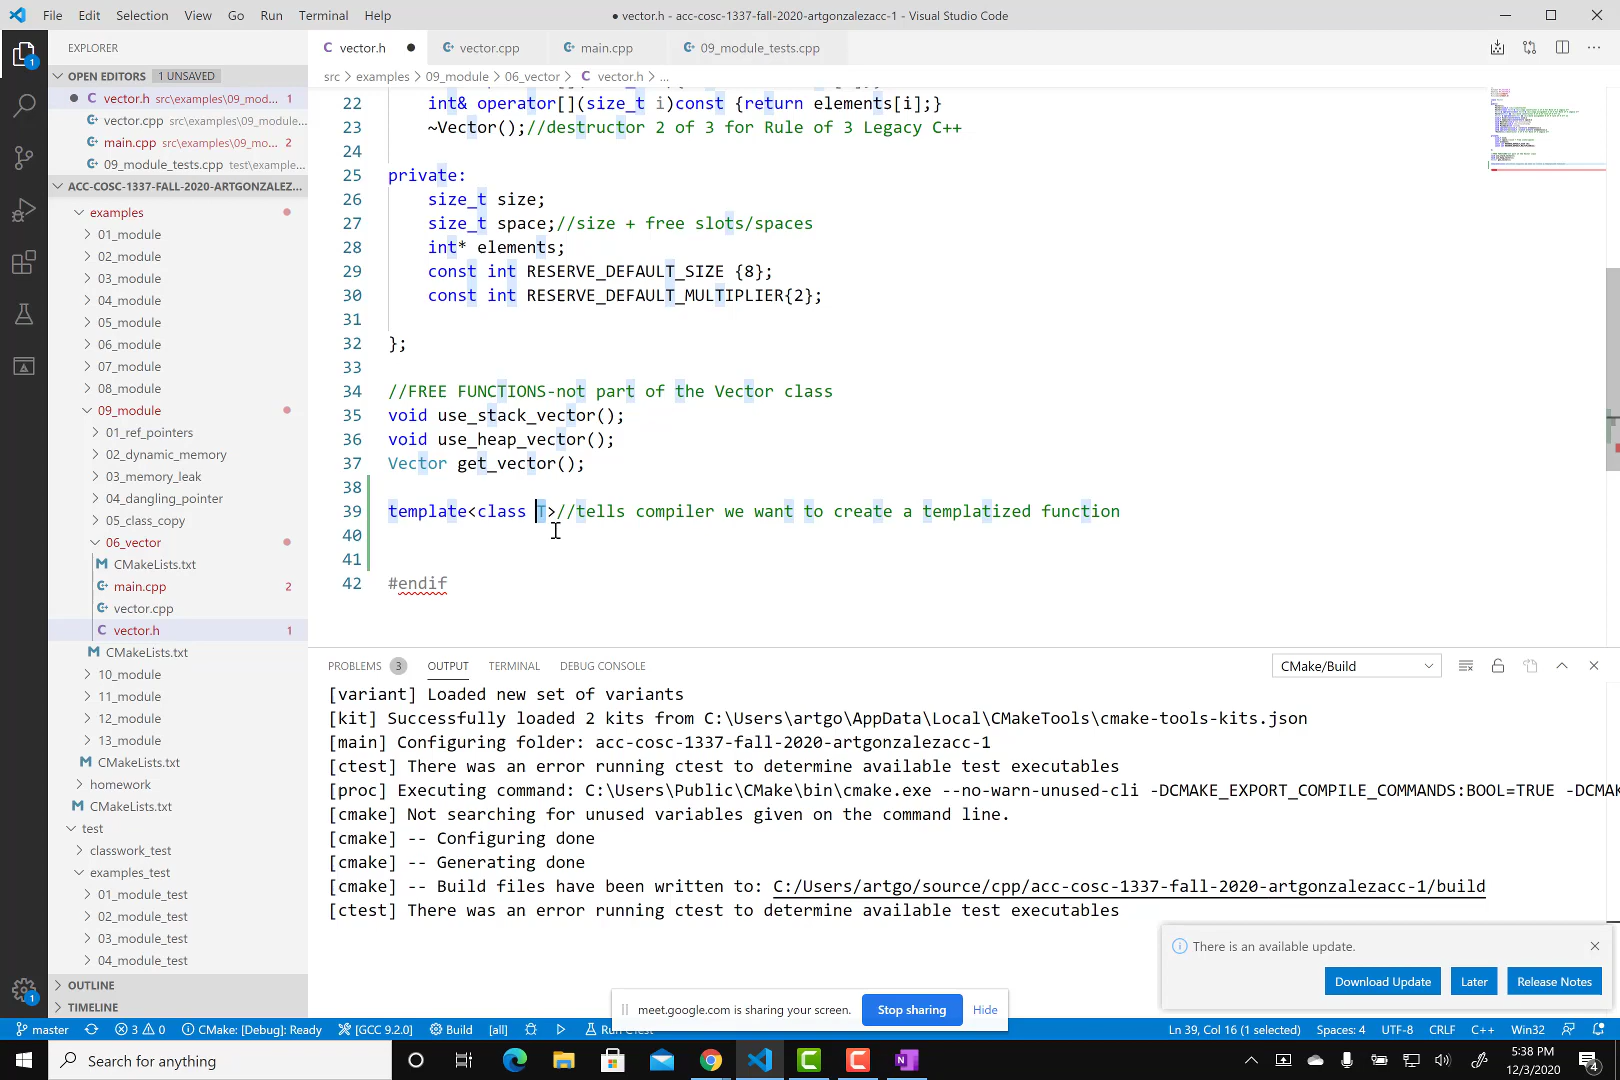 File Edit Selection View Go Run Terminal Help
● vector.h - acc-cosc-1337-fall-2020-artgonzalezacc-1 - Visual Studio Code
EXPLORER
OPEN EDITORS 1 UNSAVED
vector.h src\examples\09_mod... 1
vector.cpp src\examples\09_module...
main.cpp src\examples\09_mo... 2
09_module_tests.cpp test\example...
ACC-COSC-1337-FALL-2020-ARTGONZALEZ...
examples
01_module
02_module
03_module
04_module
05_module
06_module
07_module
08_module
09_module
01_ref_pointers
02_dynamic_memory
03_memory_leak
04_dangling_pointer
05_class_copy
06_vector
CMakeLists.txt
main.cpp 2
vector.cpp
vector.h 1
CMakeLists.txt
10_module
11_module
12_module
13_module
CMakeLists.txt
homework
CMakeLists.txt
test
classwork_test
examples_test
01_module_test
02_module_test
03_module_test
04_module_test
OUTLINE
TIMELINE
vector.h vector.cpp main.cpp 09_module_tests.cpp
src > examples > 09_module > 06_vector > C vector.h > ...
22 int& operator[](size_t i)const {return elements[i];}
23 ~Vector();//destructor 2 of 3 for Rule of 3 Legacy C++
24
25 private:
26 size_t size;
27 size_t space;//size + free slots/spaces
28 int* elements;
29 const int RESERVE_DEFAULT_SIZE {8};
30 const int RESERVE_DEFAULT_MULTIPLIER{2};
31
32 };
33
34 //FREE FUNCTIONS-not part of the Vector class
35 void use_stack_vector();
36 void use_heap_vector();
37 Vector get_vector();
38
39 template<class T>//tells compiler we want to create a templatized function
40
41
42 #endif
PROBLEMS 3 OUTPUT TERMINAL DEBUG CONSOLE CMake/Build
[variant] Loaded new set of variants
[kit] Successfully loaded 2 kits from C:\Users\artgo\AppData\Local\CMakeTools\cmake-tools-kits.json
[main] Configuring folder: acc-cosc-1337-fall-2020-artgonzalezacc-1
[ctest] There was an error running ctest to determine available test executables
[proc] Executing command: C:\Users\Public\CMake\bin\cmake.exe --no-warn-unused-cli -DCMAKE_EXPORT_COMPILE_COMMANDS:BOOL=TRUE -DCMAK
[cmake] Not searching for unused variables given on the command line.
[cmake] -- Configuring done
[cmake] -- Generating done
[cmake] -- Build files have been written to: C:/Users/artgo/source/cpp/acc-cosc-1337-fall-2020-artgonzalezacc-1/build
[ctest] There was an error running ctest to determine available test executables
There is an available update.
Download Update Later Release Notes
meet.google.com is sharing your screen. Stop sharing Hide
master 3 0 CMake: [Debug]: Ready [GCC 9.2.0] Build [all] Run CTest Ln 39, Col 16 (1 selected) Spaces: 4 UTF-8 CRLF C++ Win32
Search for anything
5:38 PM
12/3/2020
4